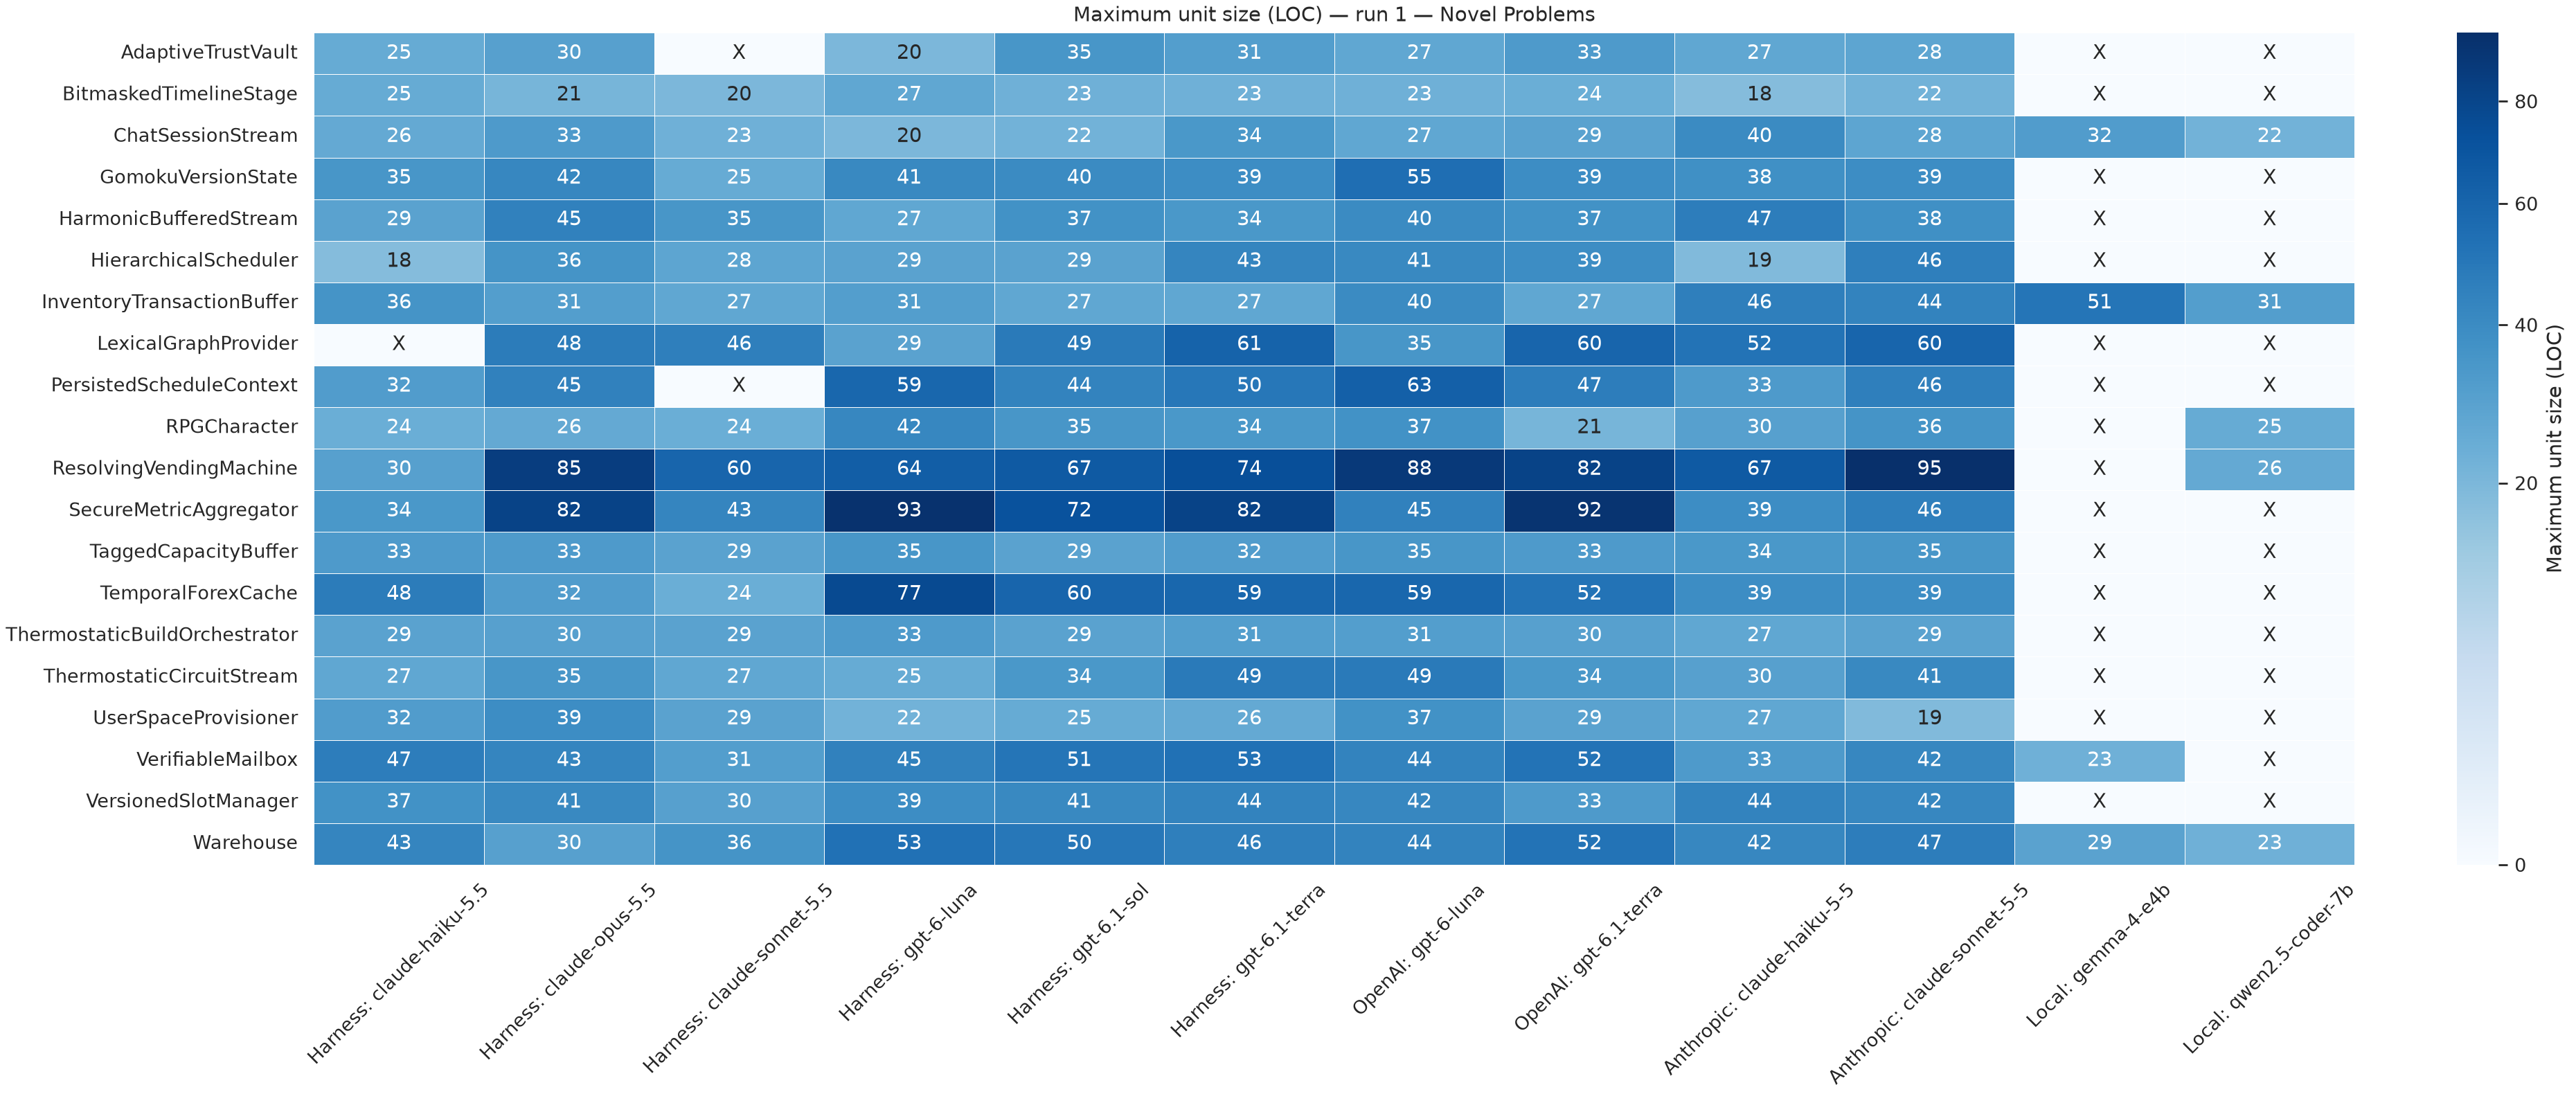 Maximum unit size (LOC) — run 1 — Novel Problems
AdaptiveTrustVault 25 30 X 20 35 31 27 33 27 28 X X
BitmaskedTimelineStage 25 21 20 27 23 23 23 24 18 22 X X
ChatSessionStream 26 33 23 20 22 34 27 29 40 28 32 22
GomokuVersionState 35 42 25 41 40 39 55 39 38 39 X X
HarmonicBufferedStream 29 45 35 27 37 34 40 37 47 38 X X
HierarchicalScheduler 18 36 28 29 29 43 41 39 19 46 X X
InventoryTransactionBuffer 36 31 27 31 27 27 40 27 46 44 51 31
LexicalGraphProvider X 48 46 29 49 61 35 60 52 60 X X
PersistedScheduleContext 32 45 X 59 44 50 63 47 33 46 X X
RPGCharacter 24 26 24 42 35 34 37 21 30 36 X 25
ResolvingVendingMachine 30 85 60 64 67 74 88 82 67 95 X 26
SecureMetricAggregator 34 82 43 93 72 82 45 92 39 46 X X
TaggedCapacityBuffer 33 33 29 35 29 32 35 33 34 35 X X
TemporalForexCache 48 32 24 77 60 59 59 52 39 39 X X
ThermostaticBuildOrchestrator 29 30 29 33 29 31 31 30 27 29 X X
ThermostaticCircuitStream 27 35 27 25 34 49 49 34 30 41 X X
UserSpaceProvisioner 32 39 29 22 25 26 37 29 27 19 X X
VerifiableMailbox 47 43 31 45 51 53 44 52 33 42 23 X
VersionedSlotManager 37 41 30 39 41 44 42 33 44 42 X X
Warehouse 43 30 36 53 50 46 44 52 42 47 29 23
Harness: claude-haiku-5.5
Harness: claude-opus-5.5
Harness: claude-sonnet-5.5
Harness: gpt-6-luna
Harness: gpt-6.1-sol
Harness: gpt-6.1-terra
OpenAI: gpt-6-luna
OpenAI: gpt-6.1-terra
Anthropic: claude-haiku-5-5
Anthropic: claude-sonnet-5-5
Local: gemma-4-e4b
Local: qwen2.5-coder-7b
80
60
40
20
0
Maximum unit size (LOC)